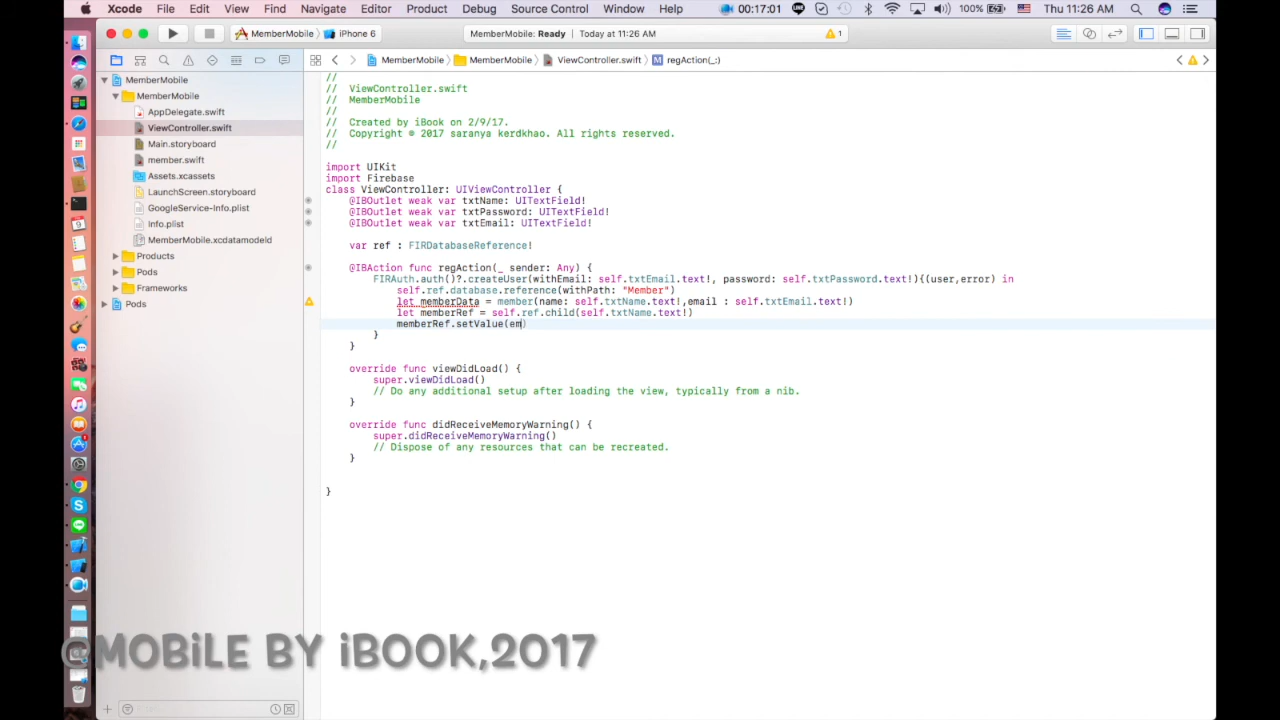 Xcode File Edit View Find Navigate Editor Product Debug Source Control Window Help 00:17:01 100% Thu 11:26 AM
MemberMobile iPhone 6 MemberMobile: Ready Today at 11:26 AM 1
MemberMobile MemberMobile ViewController.swift M regAction(_:)
MemberMobile
MemberMobile
AppDelegate.swift
ViewController.swift
Main.storyboard
member.swift
Assets.xcassets
LaunchScreen.storyboard
GoogleService-Info.plist
Info.plist
MemberMobile.xcdatamodeld
Products
Pods
Frameworks
Pods
//
// ViewController.swift
// MemberMobile
//
// Created by iBook on 2/9/17.
// Copyright © 2017 saranya kerdkhao. All rights reserved.
//
import UIKit
import Firebase
class ViewController: UIViewController {
@IBOutlet weak var txtName: UITextField!
@IBOutlet weak var txtPassword: UITextField!
@IBOutlet weak var txtEmail: UITextField!
var ref : FIRDatabaseReference!
@IBAction func regAction(_ sender: Any) {
FIRAuth.auth()?.createUser(withEmail: self.txtEmail.text!, password: self.txtPassword.text!){(user,error) in
self.ref.database.reference(withPath: "Member")
let memberData = member(name: self.txtName.text!,email : self.txtEmail.text!)
let memberRef = self.ref.child(self.txtName.text!)
memberRef.setValue(em)
}
}
override func viewDidLoad() {
super.viewDidLoad()
// Do any additional setup after loading the view, typically from a nib.
}
override func didReceiveMemoryWarning() {
super.didReceiveMemoryWarning()
// Dispose of any resources that can be recreated.
}
}
@MOBiLE BY iBOOK,2017